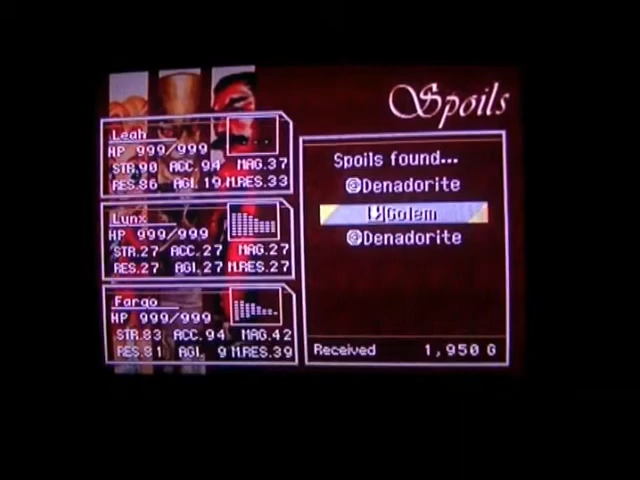 Spoils
Leah
HP 999/999
STR.90 ACC.94 MAG.37
RES.86 AGI.19 M.RES.33
Lynx
HP 999/999
STR.27 ACC.27 MAG.27
RES.27 AGI.27 M.RES.27
Fargo
HP 999/999
STR.83 ACC.94 MAG.42
RES.81 AGI. 9 M.RES.39
Spoils found...
Denadorite
Golem
Denadorite
Received 1,950 G